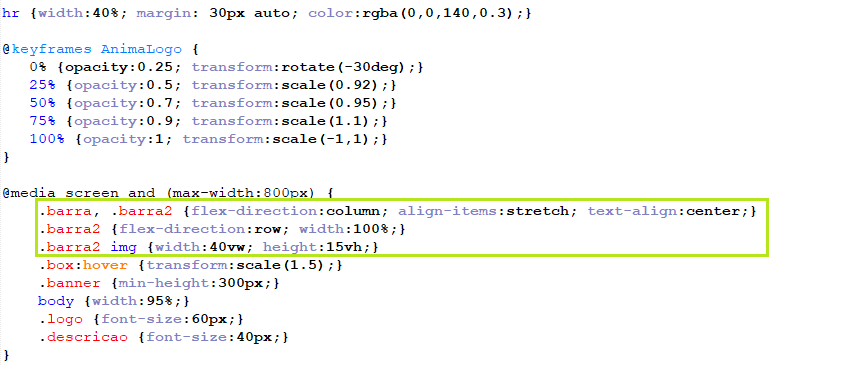 hr {width:40%; margin: 30px auto; color:rgba(0,0,140,0.3);}
@keyframes AnimaLogo {
0% {opacity:0.25; transform:rotate(-30deg);}
25% {opacity:0.5; transform:scale(0.92);}
50% {opacity:0.7; transform:scale(0.95);}
75% {opacity:0.9; transform:scale(1.1);}
100% {opacity:1; transform:scale(-1,1);}
}
@media screen and (max-width:800px) {
.barra, .barra2 {flex-direction:column; align-items:stretch; text-align:center;}
.barra2 {flex-direction:row; width:100%;}
.barra2 img {width:40vw; height:15vh;}
.box:hover {transform:scale(1.5);}
.banner {min-height:300px;}
body {width:95%;}
.logo {font-size:60px;}
.descricao {font-size:40px;}
}